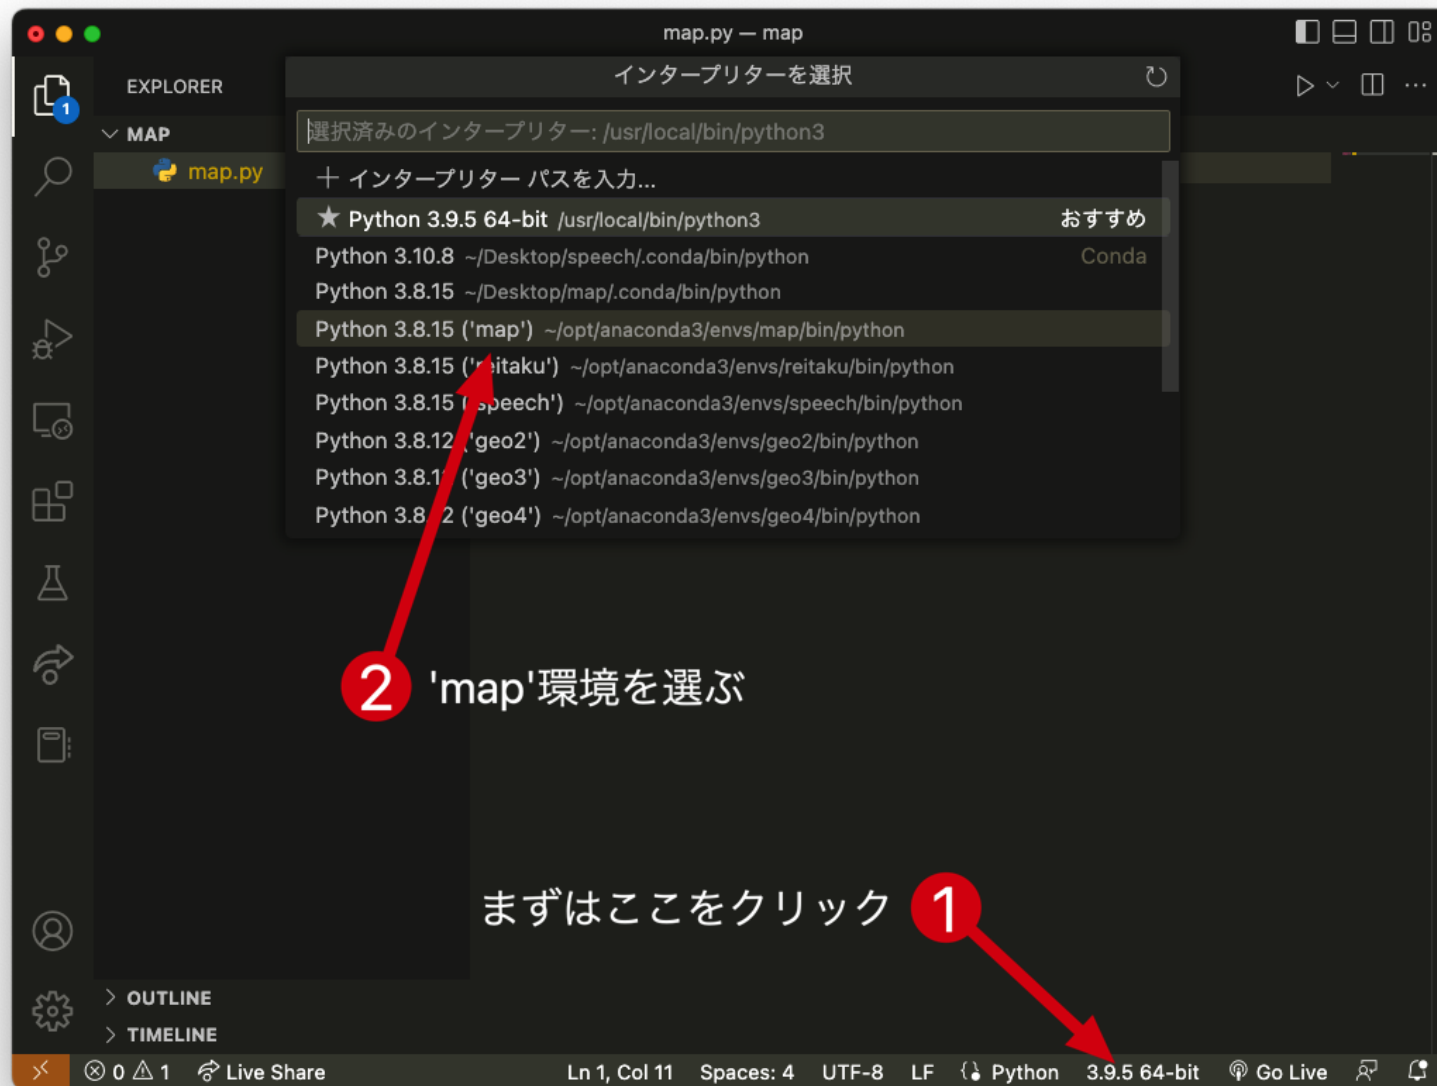 map.py — map
EXPLORER
1
MAP
map.py
インタープリターを選択
選択済みのインタープリター: /usr/local/bin/python3
インタープリター パスを入力...
★ Python 3.9.5 64-bit /usr/local/bin/python3 おすすめ
Python 3.10.8 ~/Desktop/speech/.conda/bin/python Conda
Python 3.8.15 ~/Desktop/map/.conda/bin/python
Python 3.8.15 ('map') ~/opt/anaconda3/envs/map/bin/python
Python 3.8.15 ('reitaku') ~/opt/anaconda3/envs/reitaku/bin/python
Python 3.8.15 ('speech') ~/opt/anaconda3/envs/speech/bin/python
Python 3.8.12 ('geo2') ~/opt/anaconda3/envs/geo2/bin/python
Python 3.8.12 ('geo3') ~/opt/anaconda3/envs/geo3/bin/python
Python 3.8.12 ('geo4') ~/opt/anaconda3/envs/geo4/bin/python
2 'map'環境を選ぶ
まずはここをクリック 1
OUTLINE
TIMELINE
0 1 Live Share Ln 1, Col 11 Spaces: 4 UTF-8 LF Python 3.9.5 64-bit Go Live